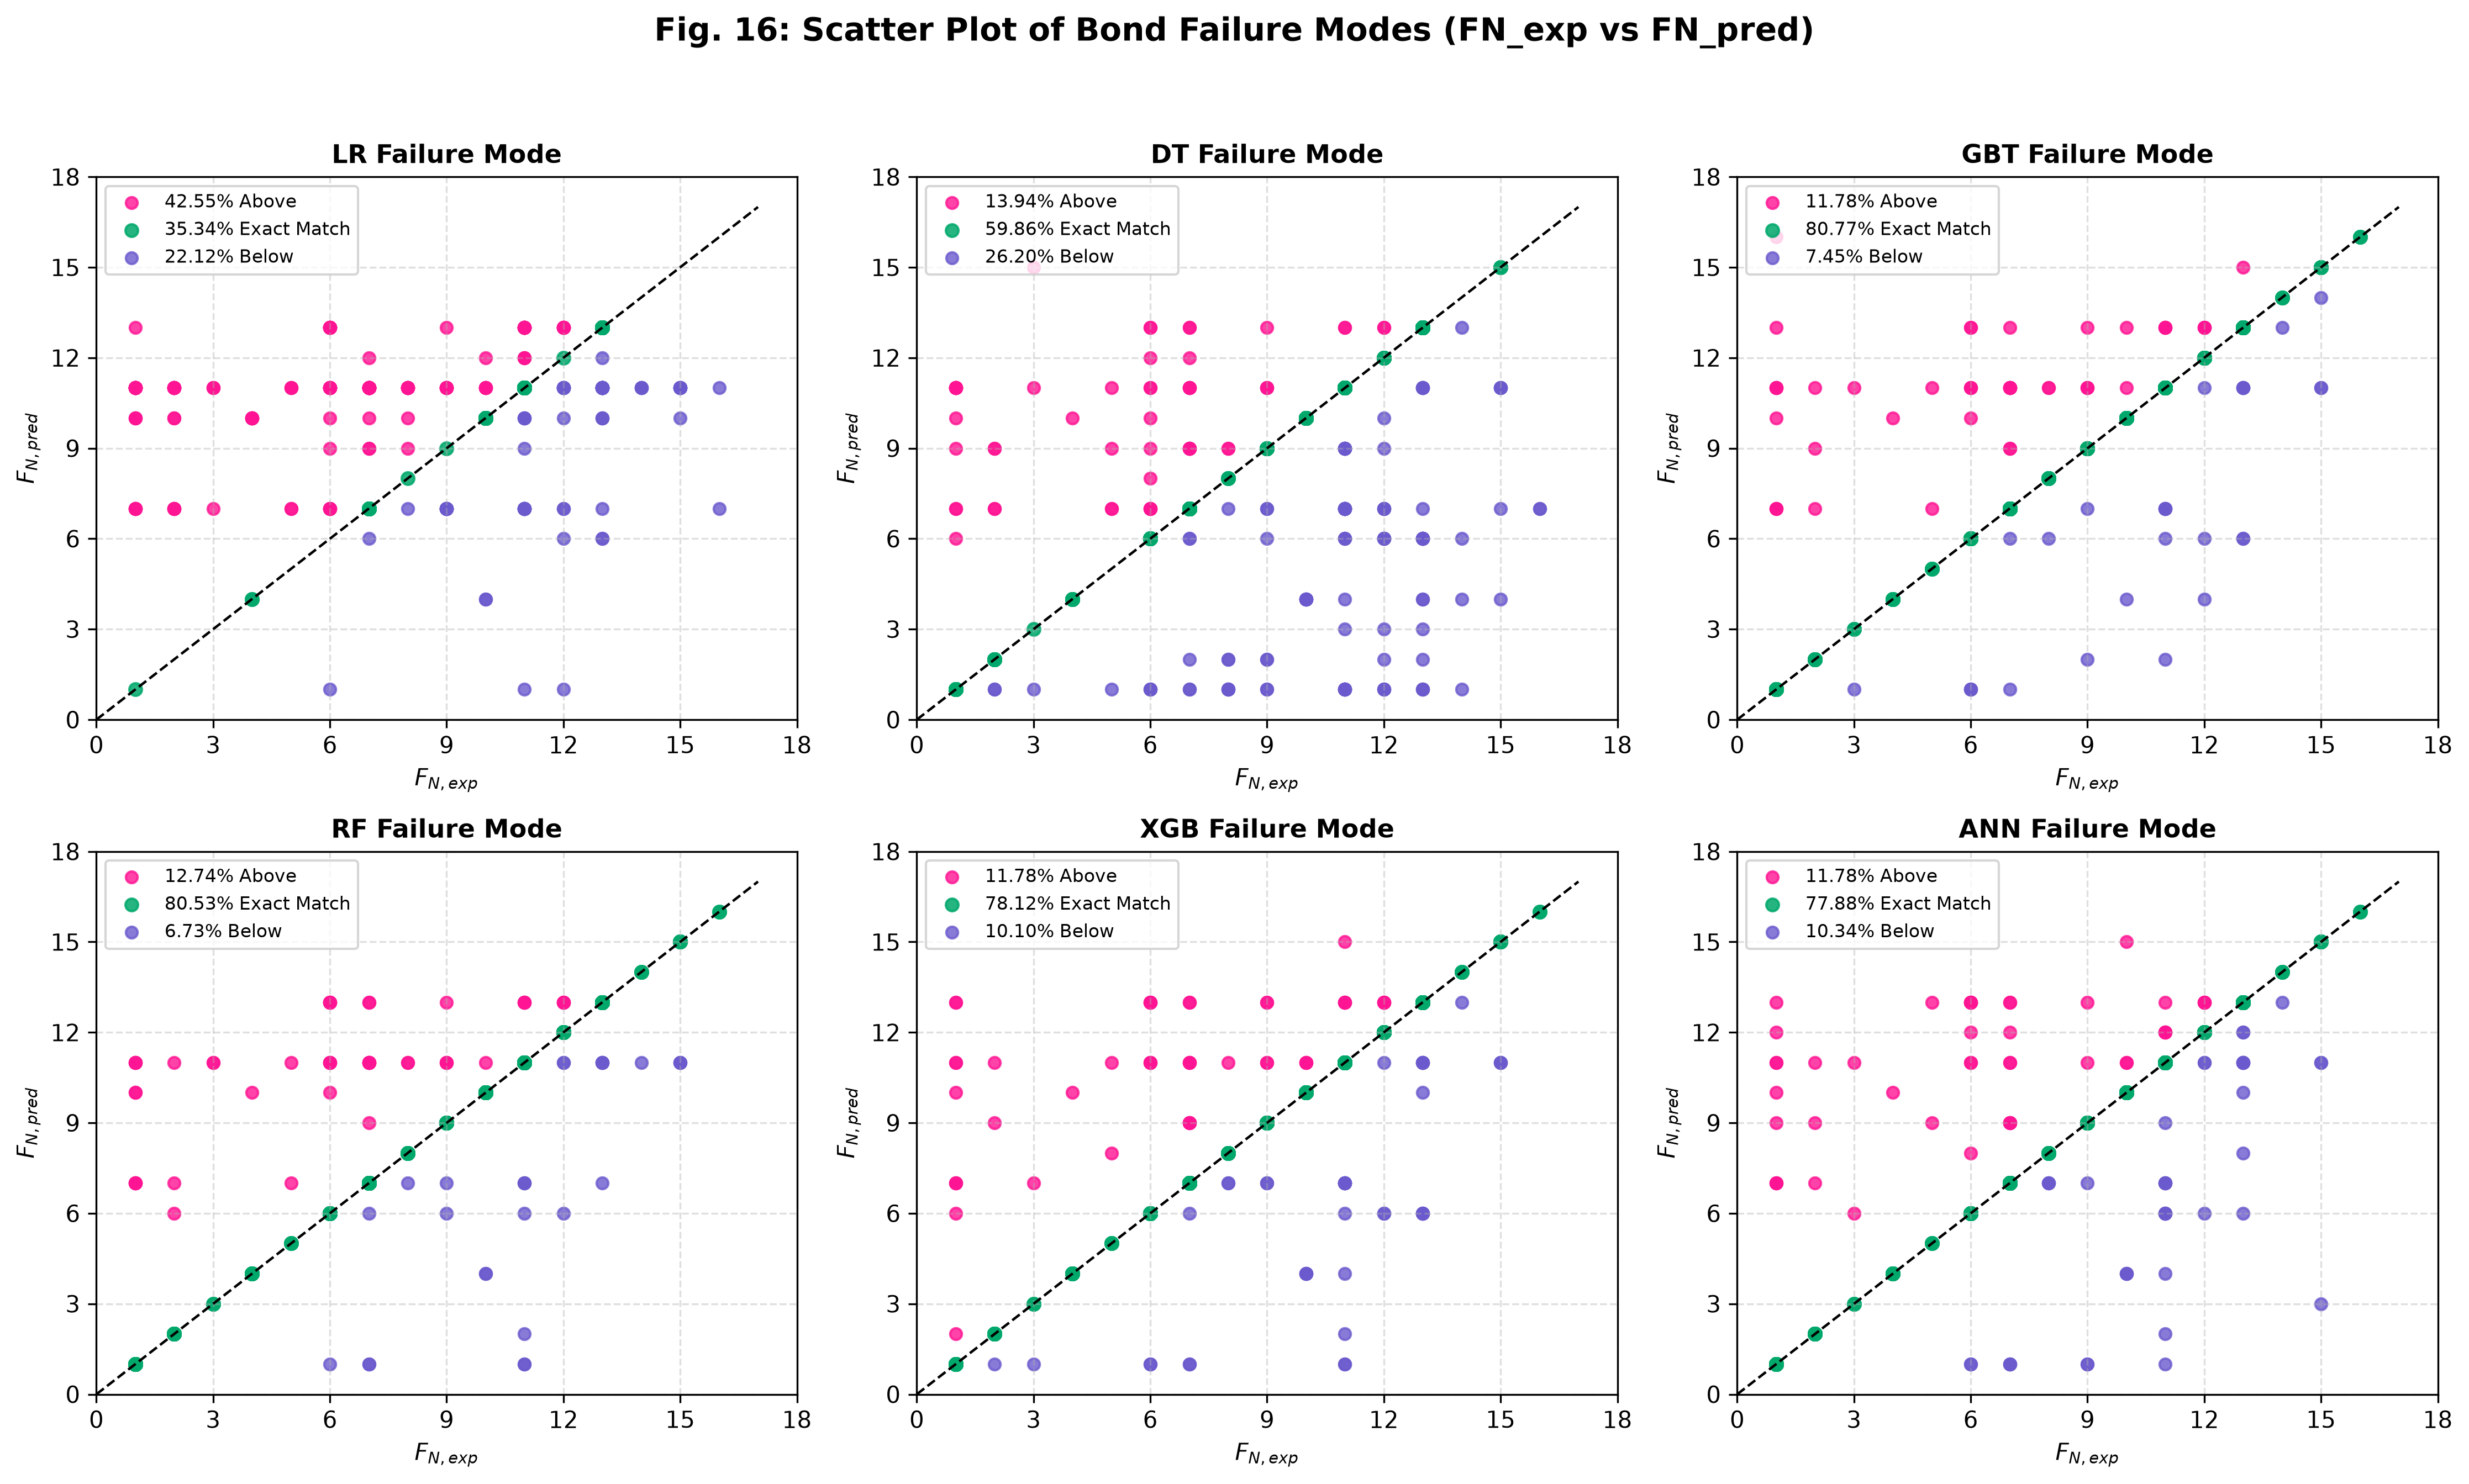 Fig. 16: Scatter Plot of Bond Failure Modes (FN_exp vs FN_pred)
LR Failure Mode
42.55% Above
35.34% Exact Match
22.12% Below
18
15
12
9
6
3
0
F_{N,pred}
0 3 6 9 12 15 18
F_{N,exp}
DT Failure Mode
13.94% Above
59.86% Exact Match
26.20% Below
18
15
12
9
6
3
0
F_{N,pred}
0 3 6 9 12 15 18
F_{N,exp}
GBT Failure Mode
11.78% Above
80.77% Exact Match
7.45% Below
18
15
12
9
6
3
0
F_{N,pred}
0 3 6 9 12 15 18
F_{N,exp}
RF Failure Mode
12.74% Above
80.53% Exact Match
6.73% Below
18
15
12
9
6
3
0
F_{N,pred}
0 3 6 9 12 15 18
F_{N,exp}
XGB Failure Mode
11.78% Above
78.12% Exact Match
10.10% Below
18
15
12
9
6
3
0
F_{N,pred}
0 3 6 9 12 15 18
F_{N,exp}
ANN Failure Mode
11.78% Above
77.88% Exact Match
10.34% Below
18
15
12
9
6
3
0
F_{N,pred}
0 3 6 9 12 15 18
F_{N,exp}